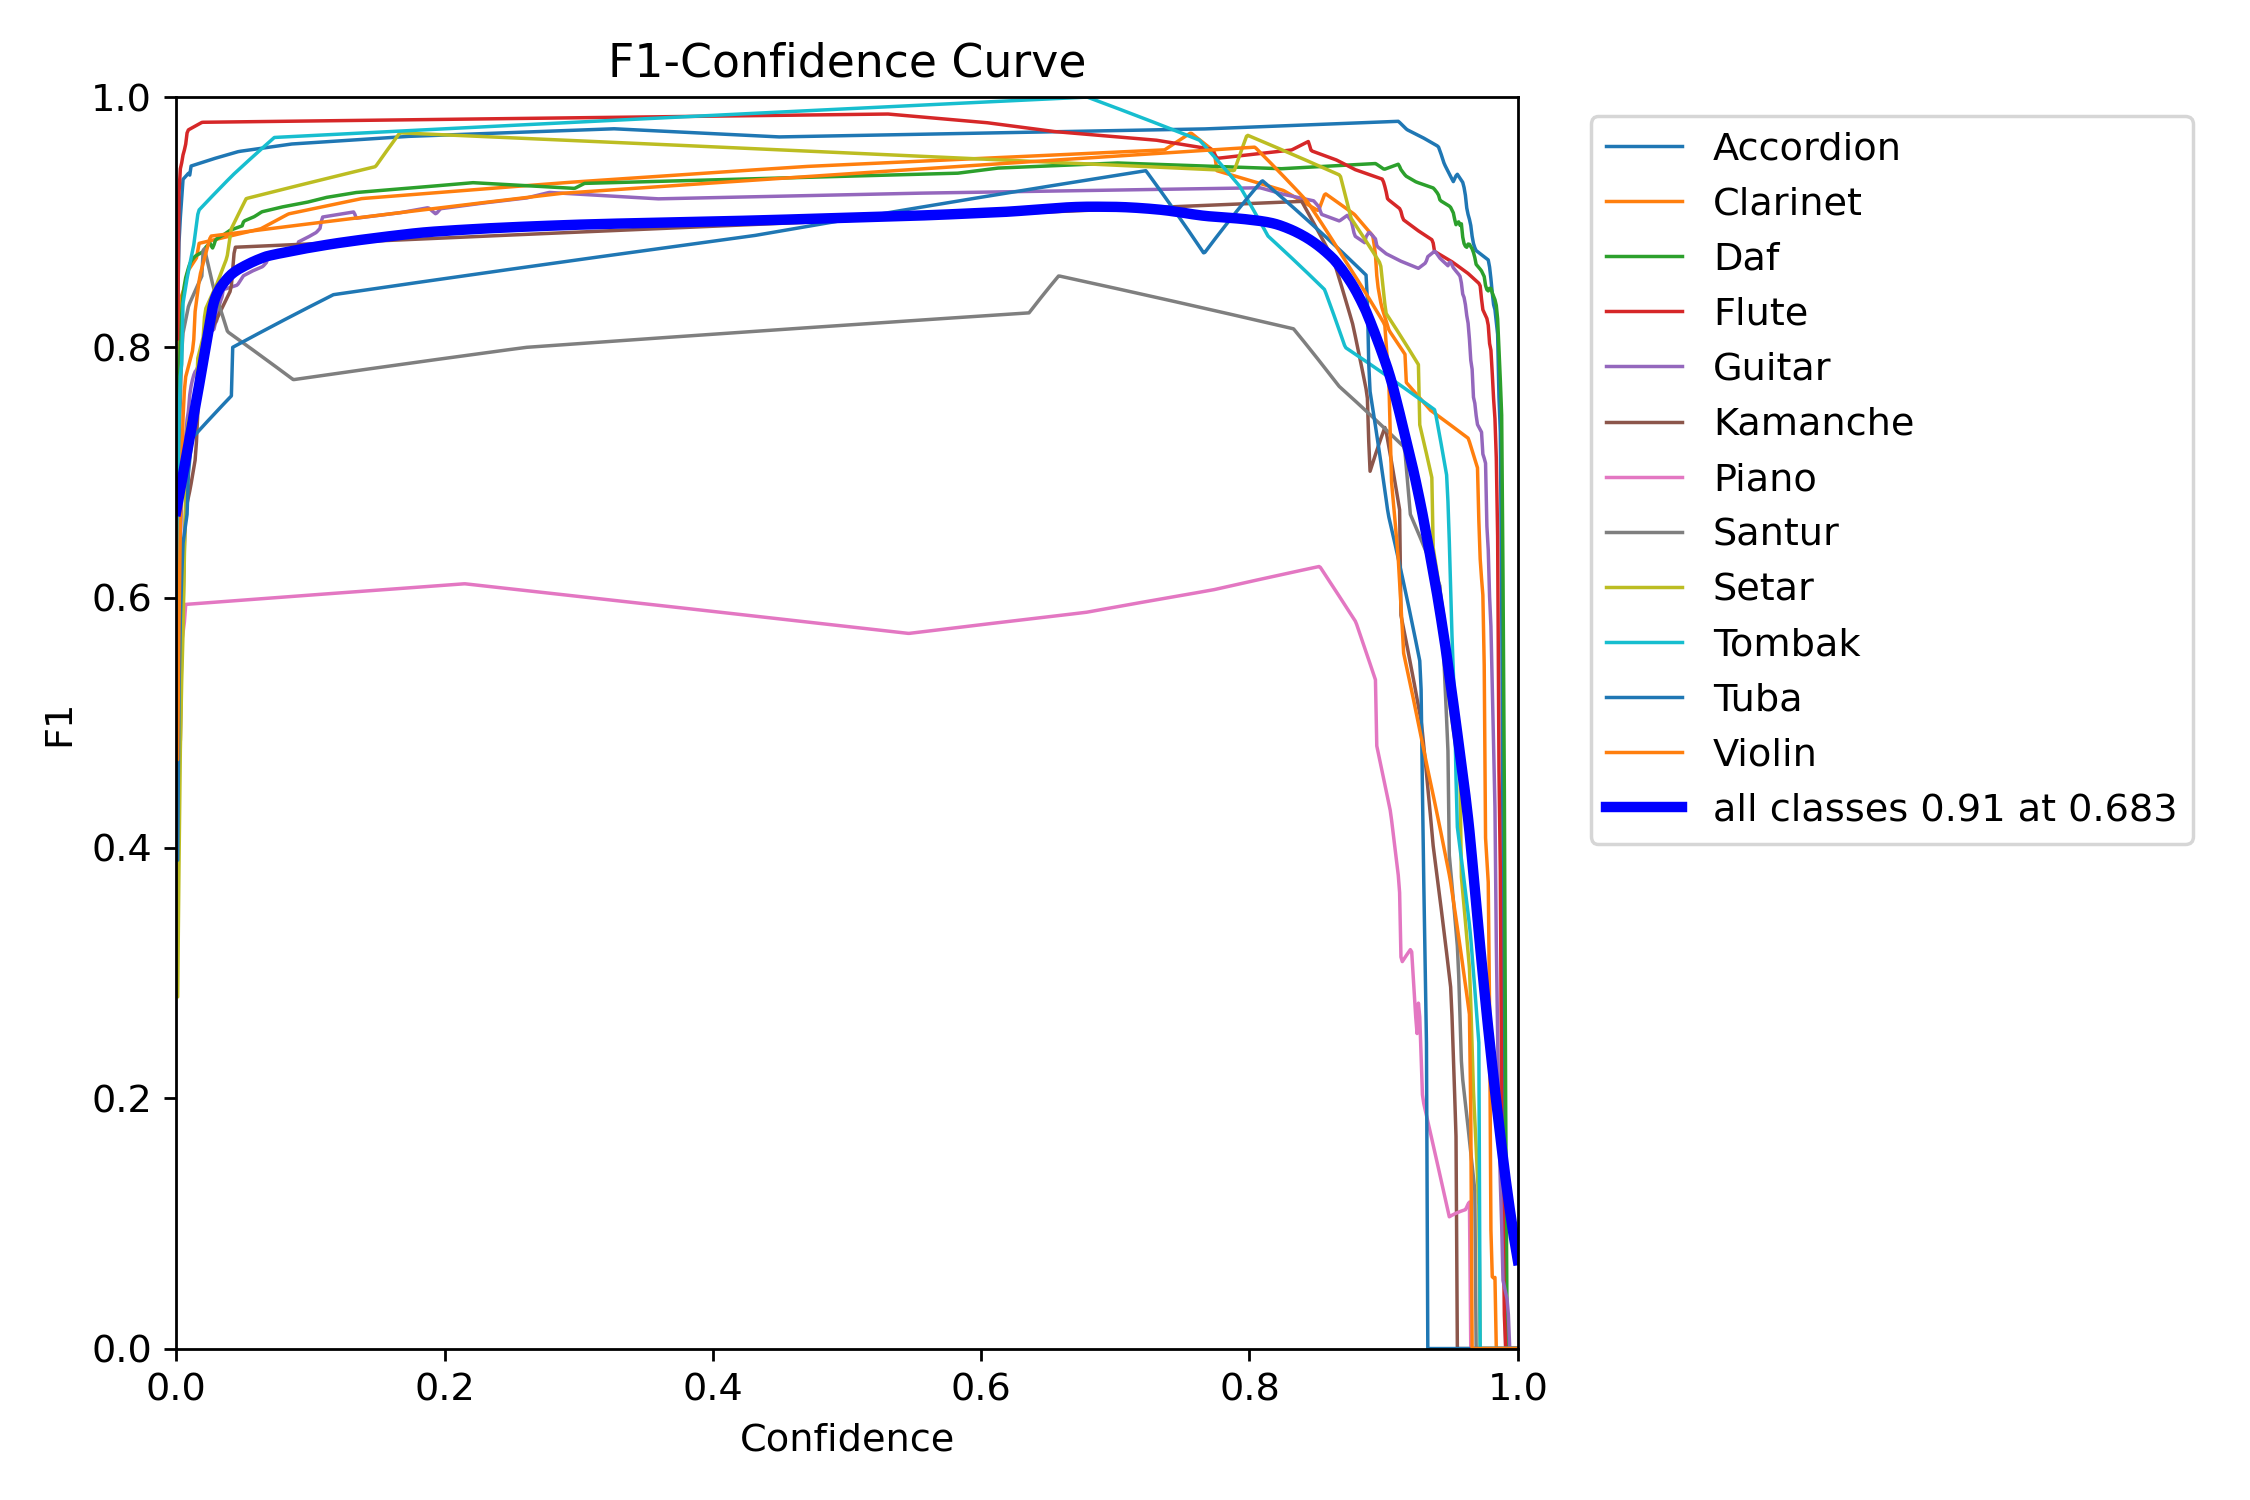 F1-Confidence Curve
1.0
0.8
0.6
0.4
0.2
0.0
F1
0.0 0.2 0.4 0.6 0.8 1.0
Confidence
Accordion
Clarinet
Daf
Flute
Guitar
Kamanche
Piano
Santur
Setar
Tombak
Tuba
Violin
all classes 0.91 at 0.683